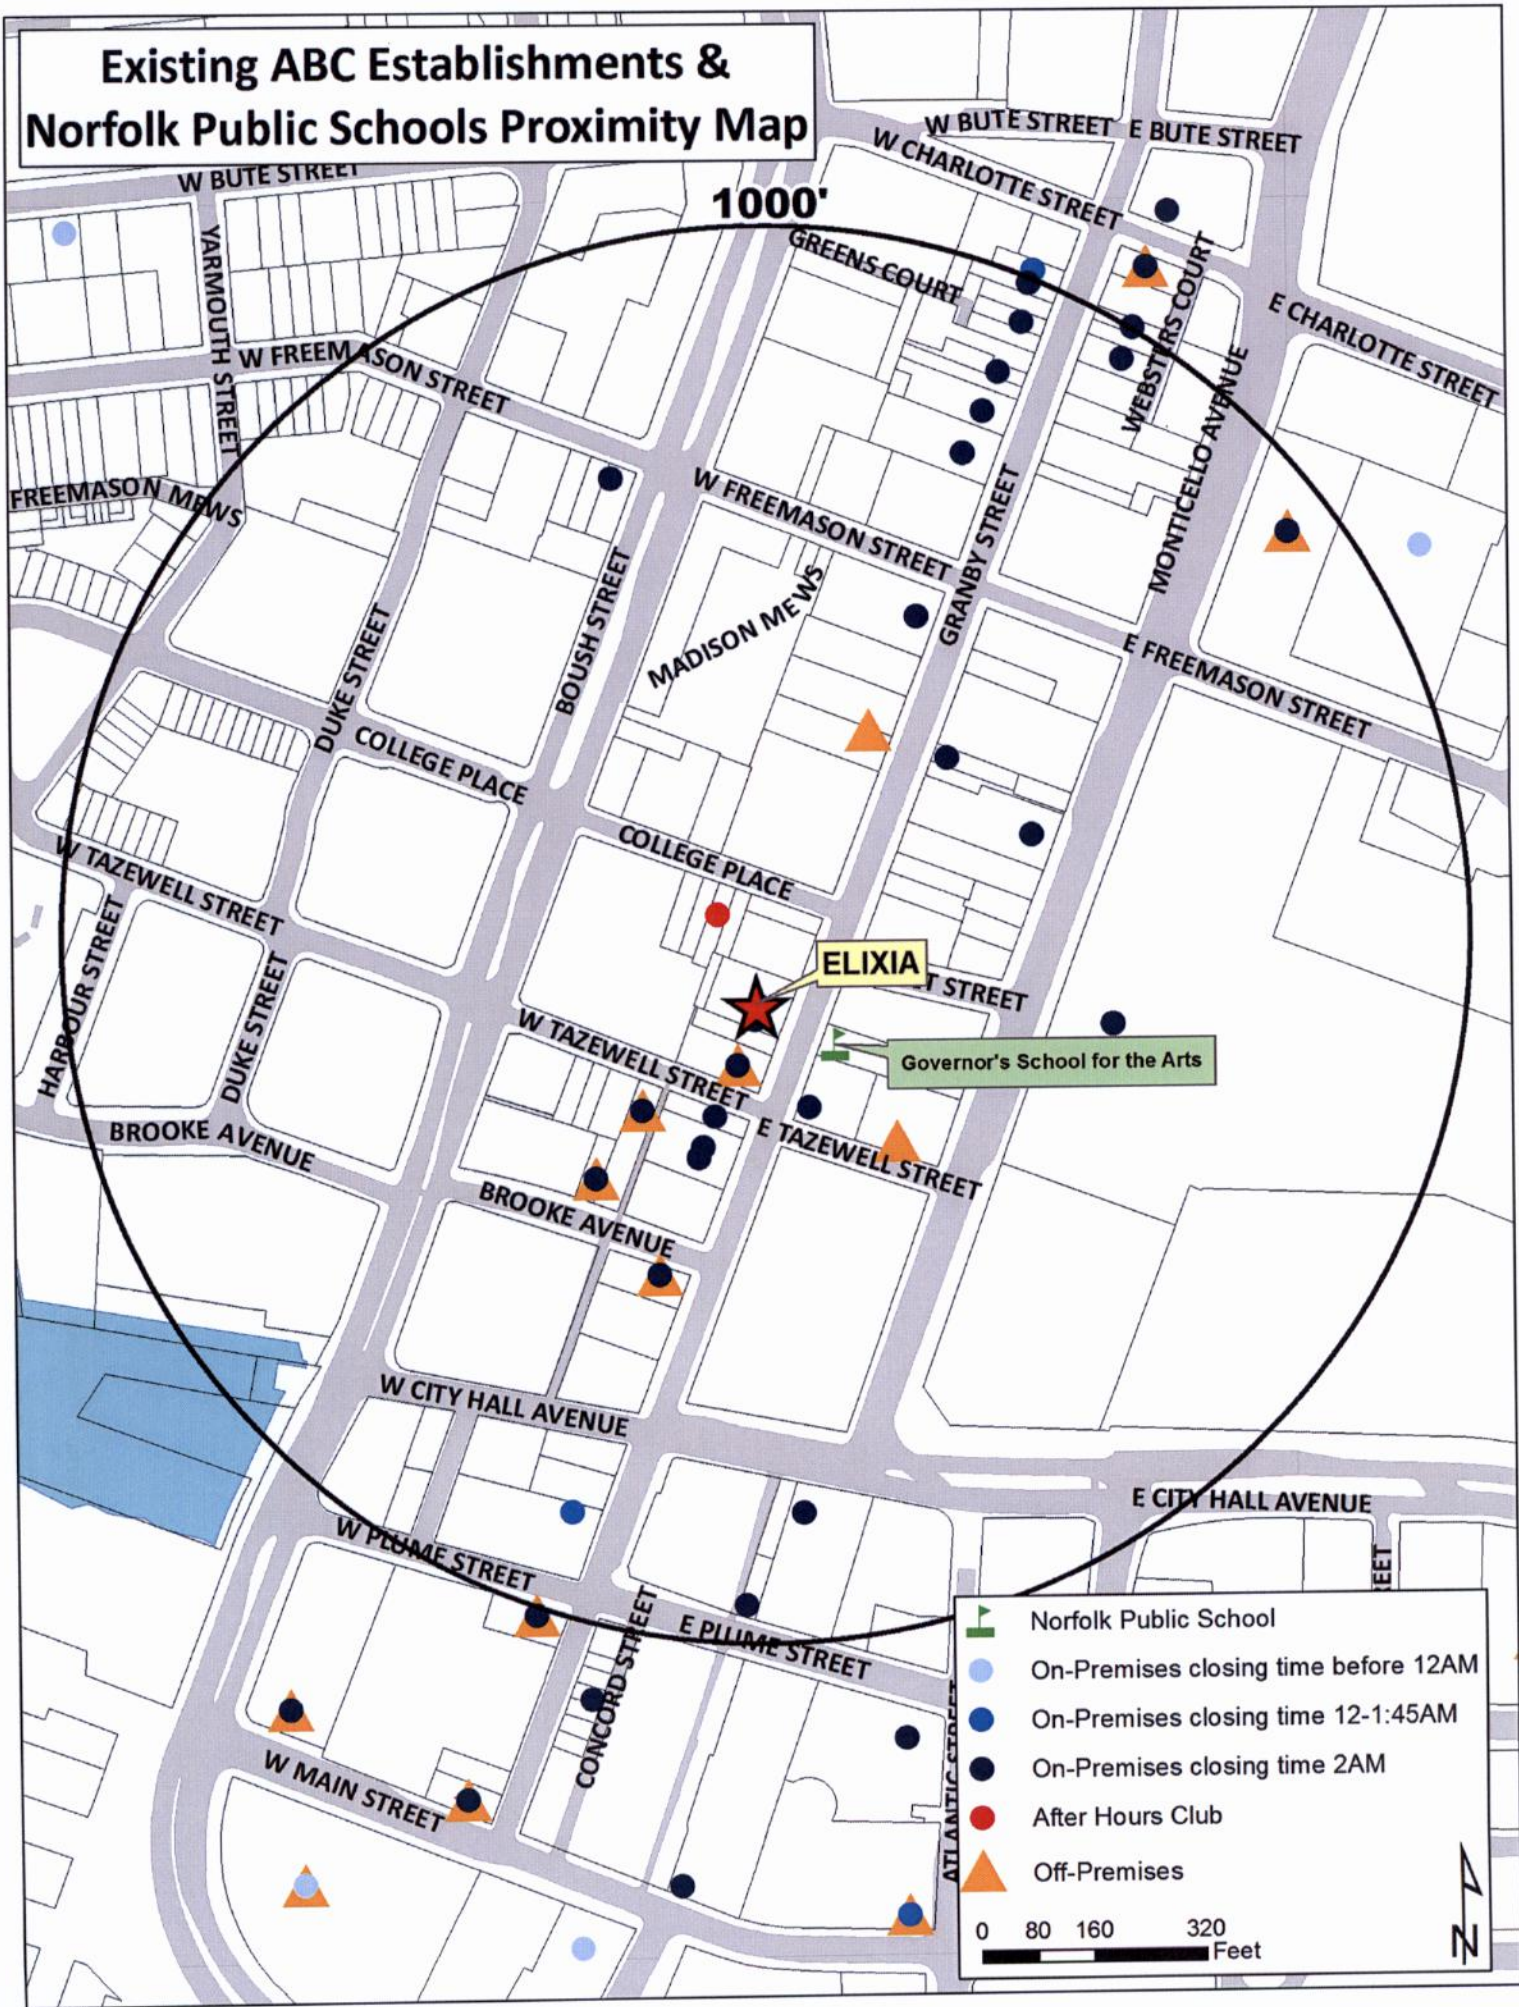 Existing ABC Establishments &
Norfolk Public Schools Proximity Map
W BUTE STREET
E BUTE STREET
W CHARLOTTE STREET
W BUTE STREET
1000'
YARMOUTH STREET
GREENS COURT
WEBSTERS COURT
E CHARLOTTE STREET
W FREEMASON STREET
MONTICELLO AVENUE
FREEMASON MEWS
W FREEMASON STREET
GRANBY STREET
BOUSH STREET
MADISON MEWS
DUKE STREET
E FREEMASON STREET
COLLEGE PLACE
COLLEGE PLACE
W TAZEWELL STREET
HARBOUR STREET
DUKE STREET
ELIXIA
T STREET
W TAZEWELL STREET
Governor's School for the Arts
BROOKE AVENUE
E TAZEWELL STREET
BROOKE AVENUE
W CITY HALL AVENUE
E CITY HALL AVENUE
W PLUME STREET
REET
CONCORD STREET
E PLUME STREET
W MAIN STREET
ATLANTIC STREET
Norfolk Public School
On-Premises closing time before 12AM
On-Premises closing time 12-1:45AM
On-Premises closing time 2AM
After Hours Club
Off-Premises
0 80 160 320
Feet
N